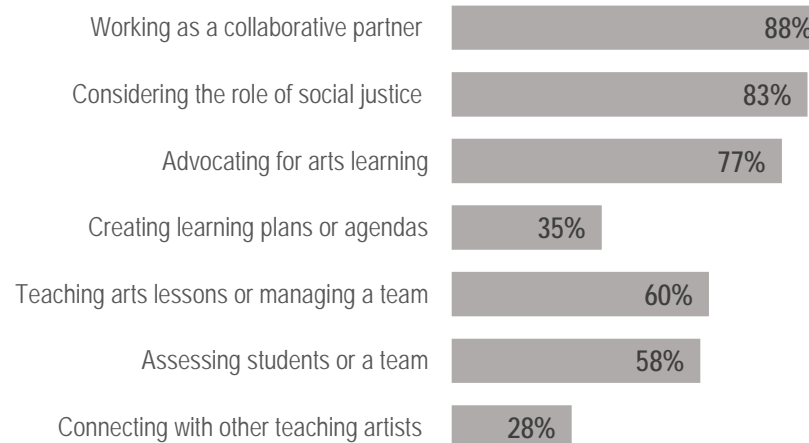 Working as a collaborative partner 88%
Considering the role of social justice 83%
Advocating for arts learning 77%
Creating learning plans or agendas 35%
Teaching arts lessons or managing a team 60%
Assessing students or a team 58%
Connecting with other teaching artists 28%